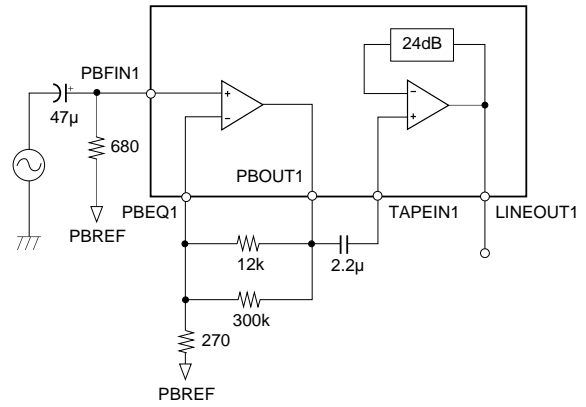 24dB
PBFIN1
+
−
+
−
+
47μ
680
PBOUT1
PBREF
PBEQ1
TAPEIN1
LINEOUT1
12k
2.2μ
300k
270
PBREF